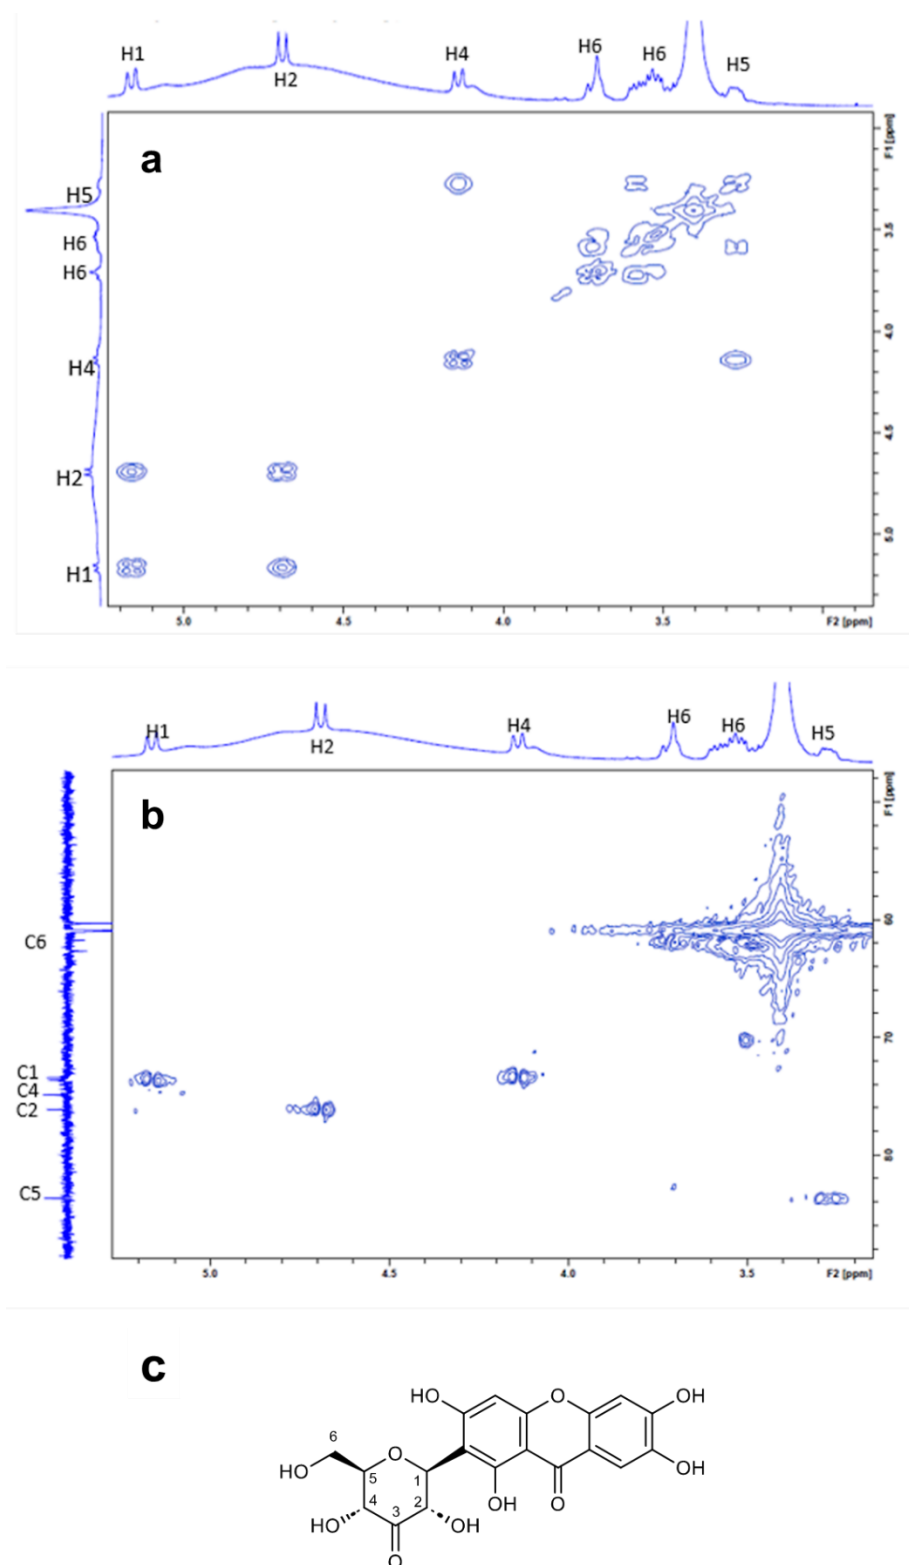 H1 H2 H4 H6 H6 H5
a
F1 [ppm]
H5
3.5
H6
H6
4.0
H4
4.5
H2
5.0
H1
5.0 4.5 4.0 3.5 F2 [ppm]
H1 H2 H4 H6 H6 H5
b
F1 [ppm]
60
C6
70
C1
C4
C2
80
C5
5.0 4.5 4.0 3.5 F2 [ppm]
c
HO O OH
6
HO O
5 1 OH
4 3 2 OH O
HO OH
O